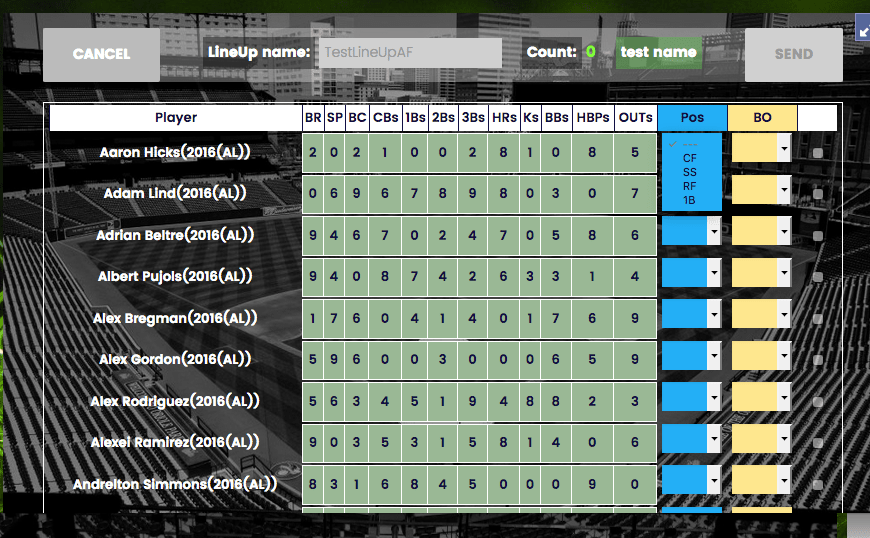 CANCEL LineUp name: TestLineUpAF Count: 0 test name SEND
Player BR SP BC CBs 1Bs 2Bs 3Bs HRs Ks BBs HBPs OUTs Pos BO
Aaron Hicks(2016(AL)) 2 0 2 1 0 0 2 8 1 0 8 5 ✓ ---
CF
SS
RF
1B
Adam Lind(2016(AL)) 0 6 9 6 7 8 9 8 0 3 0 7
Adrian Beltre(2016(AL)) 9 4 6 7 0 2 4 7 0 5 8 6
Albert Pujols(2016(AL)) 9 4 0 8 7 4 2 6 3 3 1 4
Alex Bregman(2016(AL)) 1 7 6 0 4 1 4 0 1 7 6 9
Alex Gordon(2016(AL)) 5 9 6 0 0 3 0 0 0 6 5 9
Alex Rodriguez(2016(AL)) 5 6 3 4 5 1 9 4 8 8 2 3
Alexei Ramirez(2016(AL)) 9 0 3 5 3 1 5 8 1 4 0 6
Andrelton Simmons(2016(AL)) 8 3 1 6 8 4 5 0 0 0 9 0